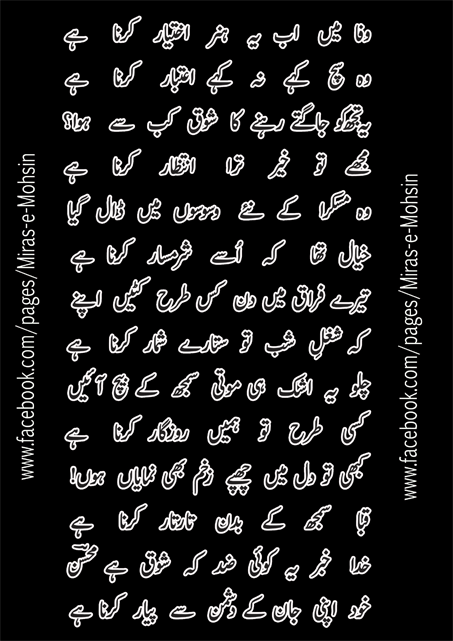 وفا میں اب یہ ہنر اختیار کرنا ہے
وہ سچ کہے نہ کہے اعتبار کرنا ہے
یہ تجھ کو جاگتے رہنے کا شوق کب سے ہوا؟
مجھے تو خیر ترا انتظار کرنا ہے
وہ مسکرا کے نئے وسوسوں میں ڈال گیا
خیال تھا کہ اُسے شرمسار کرنا ہے
تیرے فراق میں دن کس طرح کٹیں اپنے
کہ شغلِ شب تو ستارے شمار کرنا ہے
چلو یہ اشک ہی موتی سمجھ کے بیچ آئیں
کسی طرح تو ہمیں روزگار کرنا ہے
کبھی تو دل میں چھپے زخم بھی نمایاں ہوں!
قبا سمجھ کے بدن تارتار کرنا ہے
خدا خبر یہ کوئی ضد کہ شوق ہے محسنؔ
خود اپنی جان کے دشمن سے پیار کرنا ہے
www.facebook.com/pages/Miras-e-Mohsin
www.facebook.com/pages/Miras-e-Mohsin